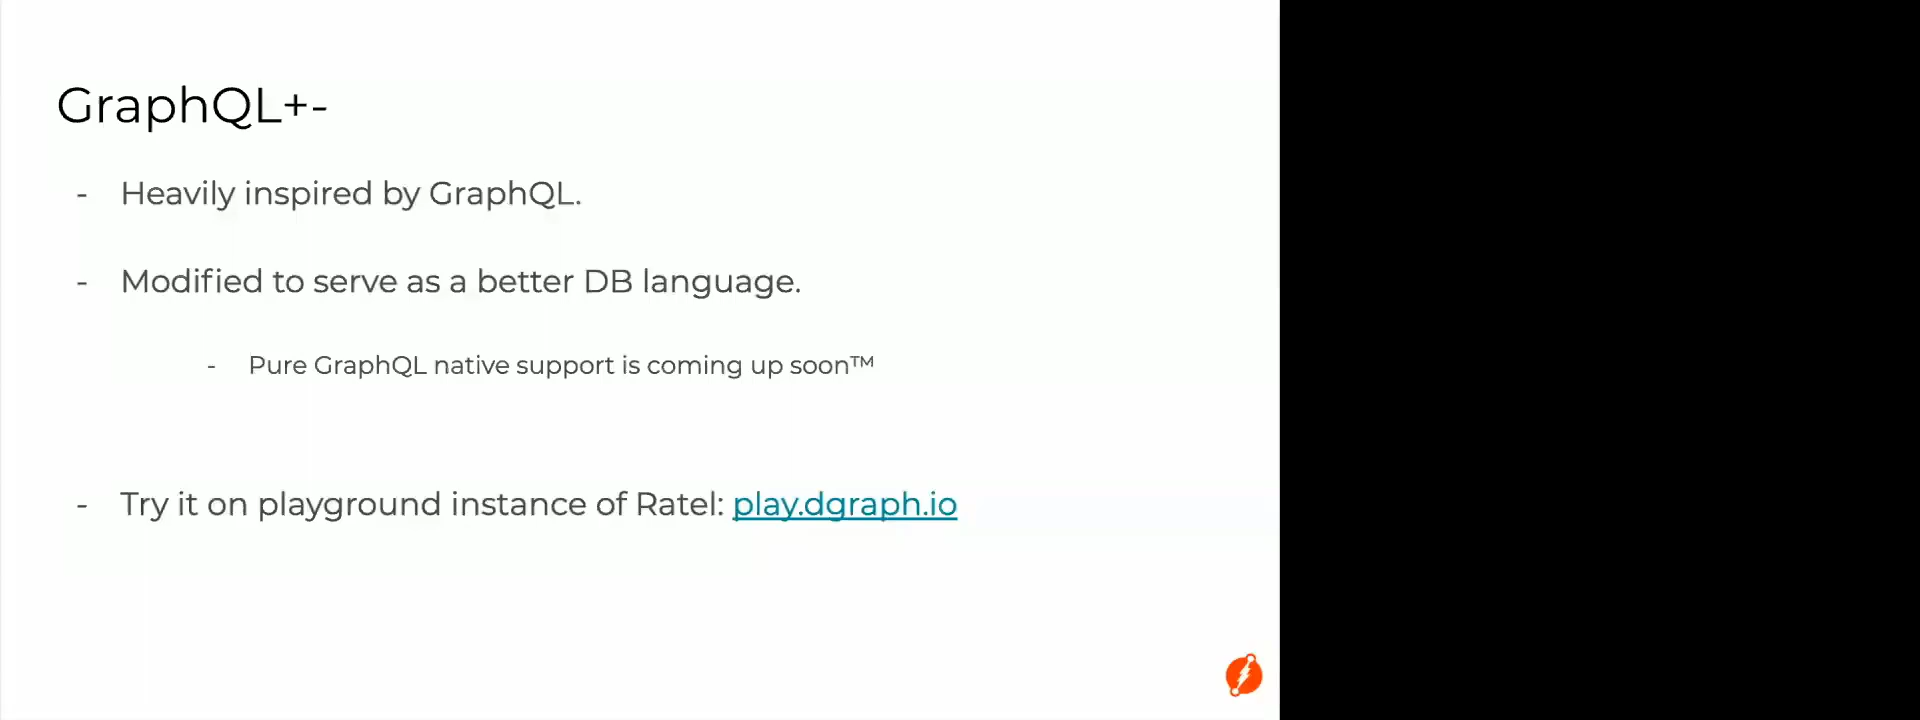 GraphQL+-
- Heavily inspired by GraphQL.
- Modified to serve as a better DB language.
- Pure GraphQL native support is coming up soon™
- Try it on playground instance of Ratel: play.dgraph.io